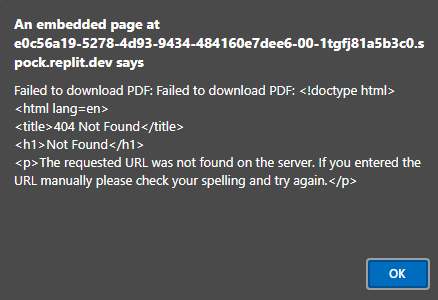 An embedded page at
e0c56a19-5278-4d93-9434-484160e7dee6-00-1tgfj81a5b3c0.s
pock.replit.dev says
Failed to download PDF: Failed to download PDF: <!doctype html>
<html lang=en>
<title>404 Not Found</title>
<h1>Not Found</h1>
<p>The requested URL was not found on the server. If you entered the
URL manually please check your spelling and try again.</p>
OK